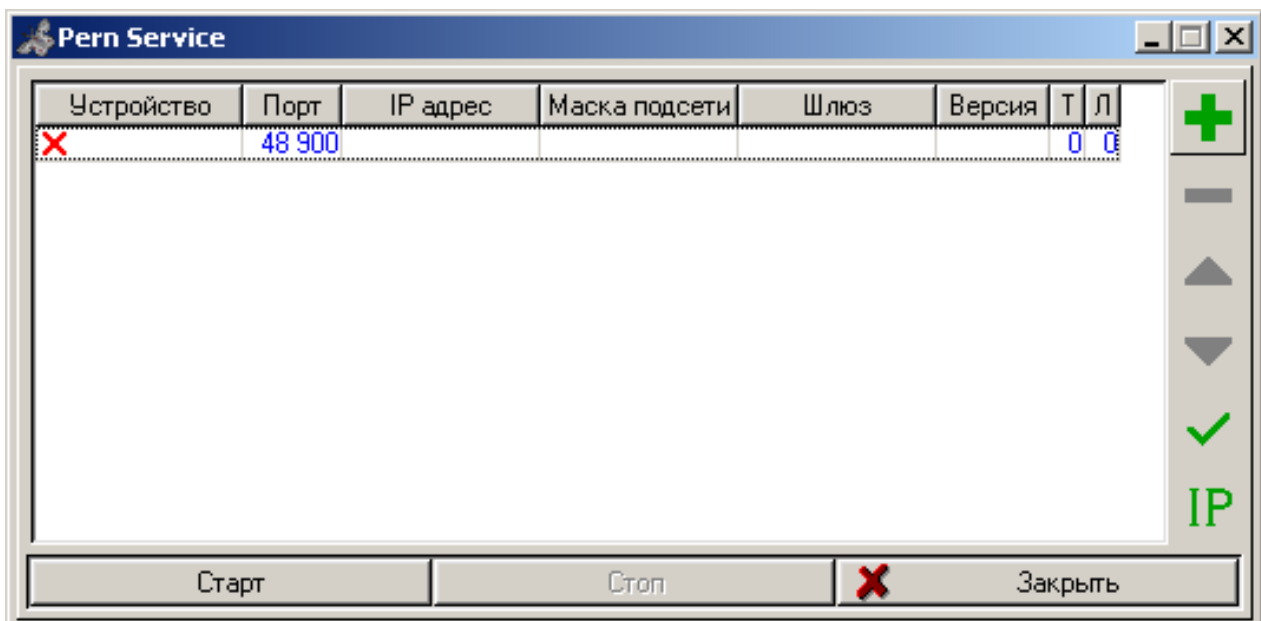 Pern Service
Устройство Порт IP адрес Маска подсети Шлюз Версия Т Л
48 900 0 0
IP
Старт Стоп Закрыть